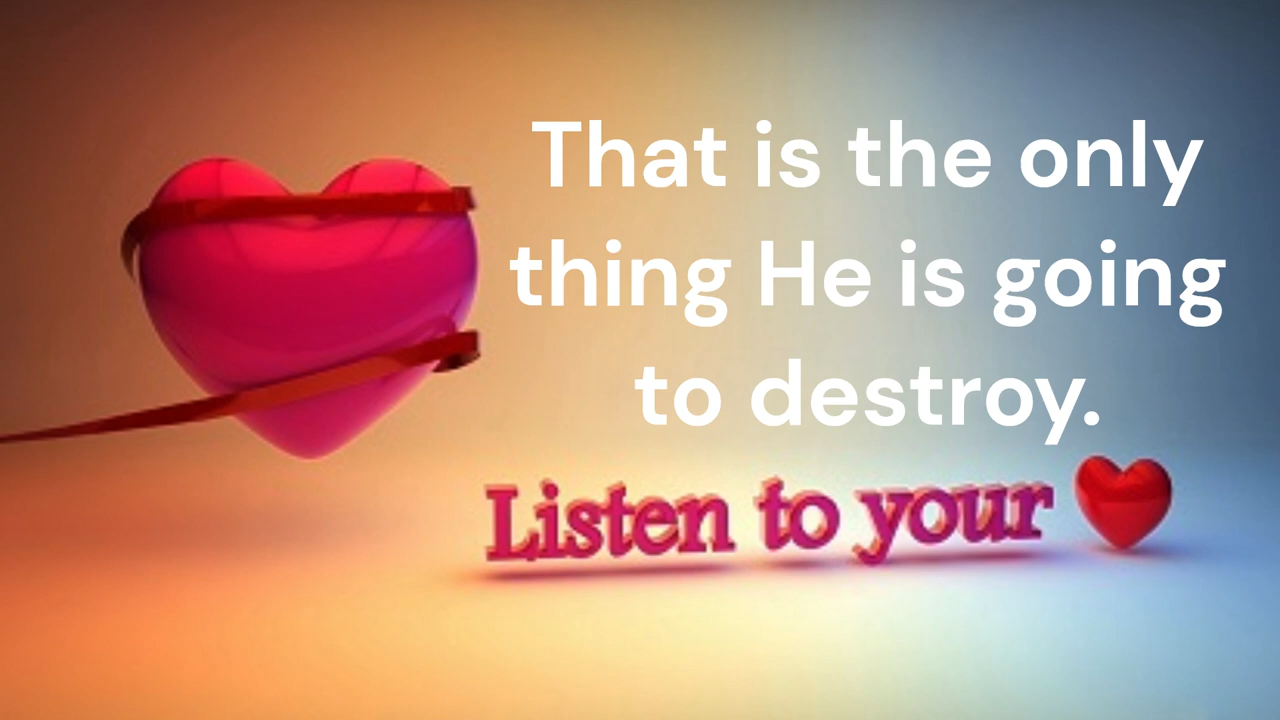 That is the only
thing He is going
to destroy.
Listen to your